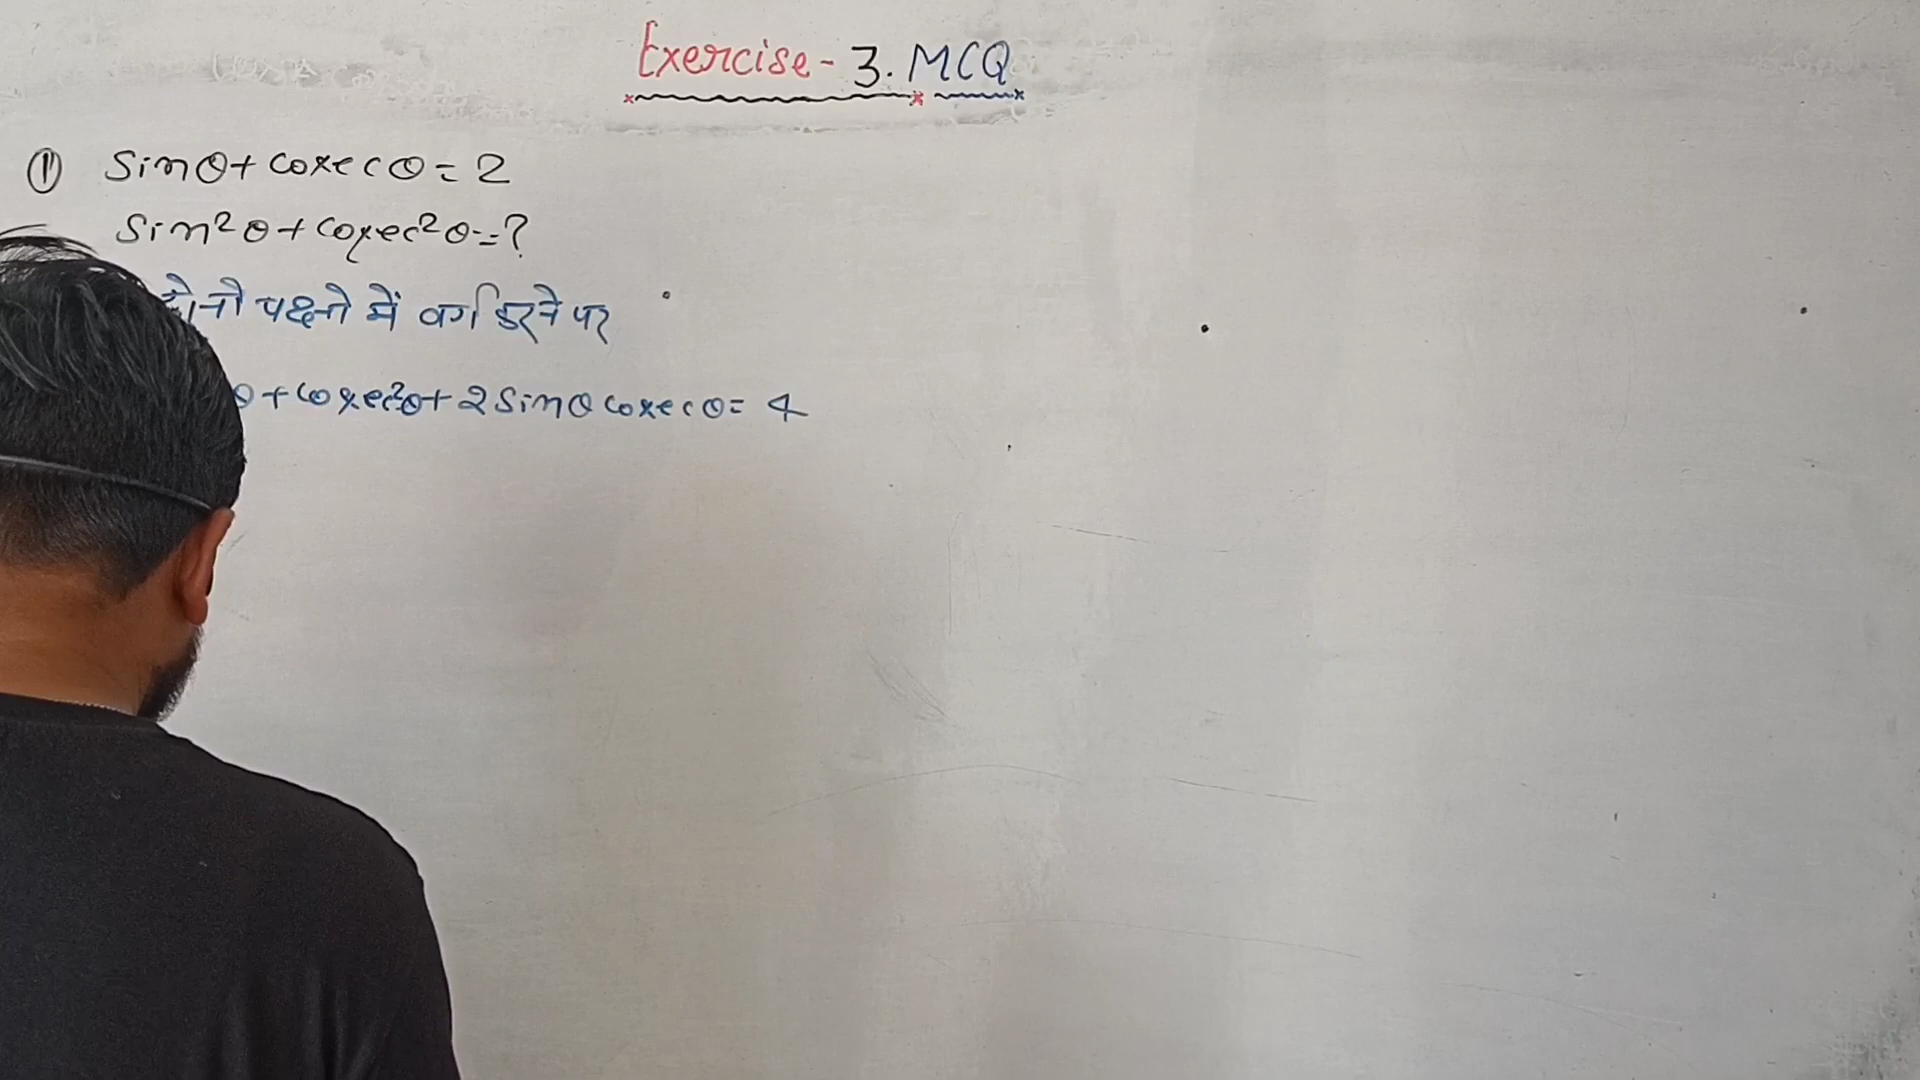 Exercise - 3. MCQ
① Sinθ + Cosecθ = 2
Sin²θ + Cosec²θ = ?
दोनो पक्षो में वर्ग करने पर
θ + Cosec²θ + 2 Sinθ Cosecθ = 4